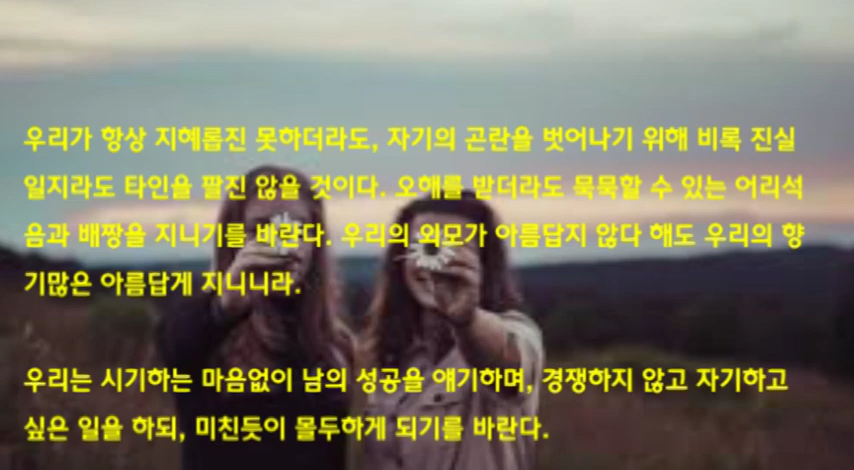 우리가 항상 지혜롭진 못하더라도, 자기의 곤란을 벗어나기 위해 비록 진실
일지라도 타인을 팔진 않을 것이다. 오해를 받더라도 묵묵할 수 있는 어리석
음과 배짱을 지니기를 바란다. 우리의 외모가 아름답지 않다 해도 우리의 향
기많은 아름답게 지니니라.
우리는 시기하는 마음없이 남의 성공을 얘기하며, 경쟁하지 않고 자기하고
싶은 일을 하되, 미친듯이 몰두하게 되기를 바란다.